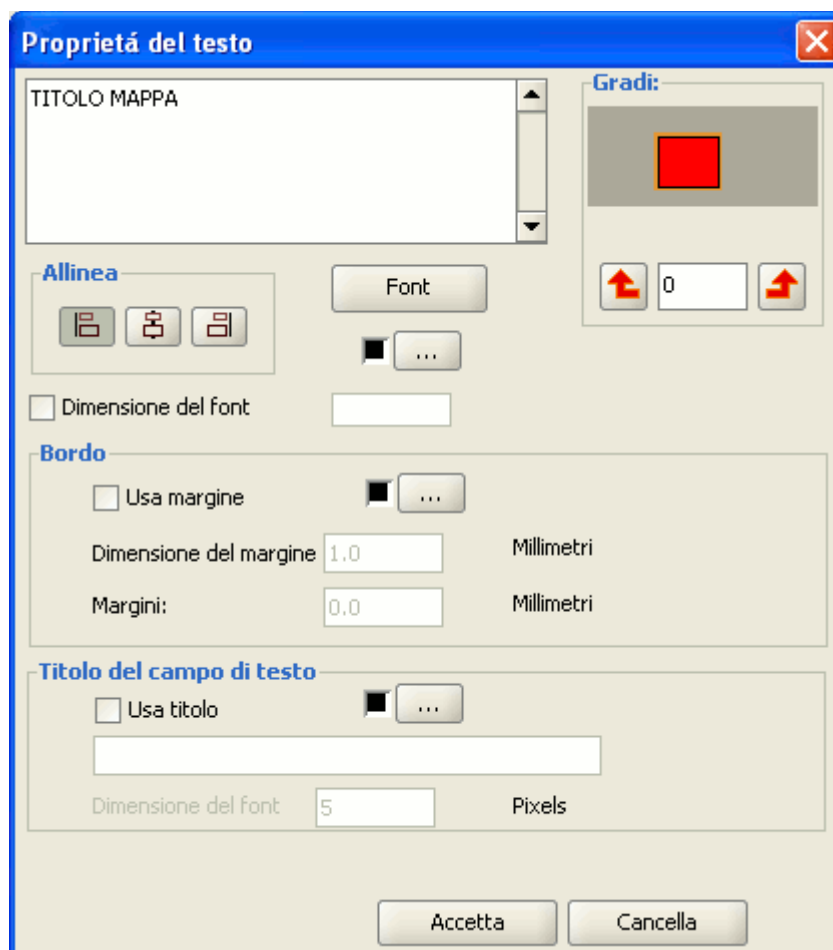 Proprietá del testo
TITOLO MAPPA
Gradi:
0
Allinea
Font
...
Dimensione del font
Bordo
Usa margine
...
Dimensione del margine 1.0 Millimetri
Margini: 0.0 Millimetri
Titolo del campo di testo
Usa titolo
...
Dimensione del font 5 Pixels
Accetta Cancella